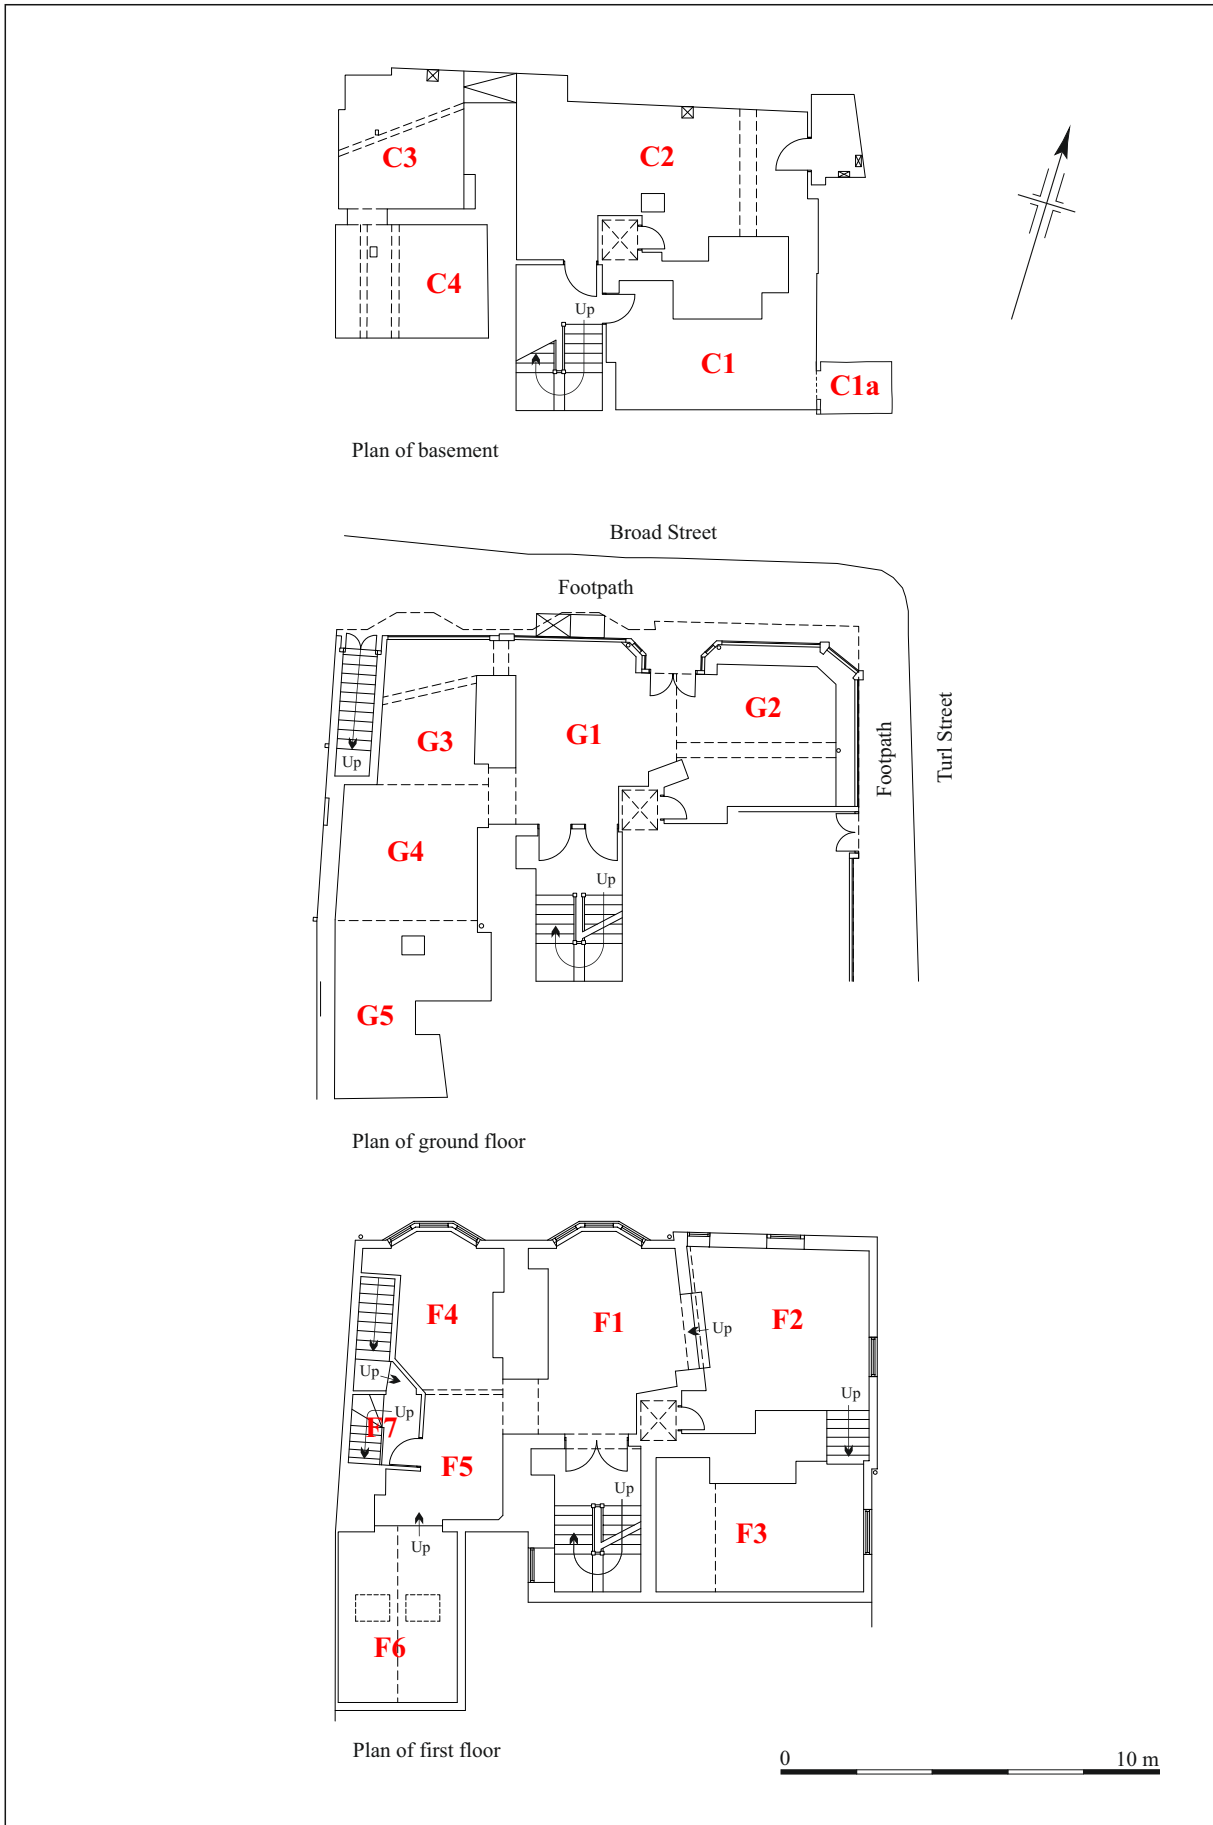 C3
C2
C4
Up
C1
C1a
Plan of basement
Broad Street
Footpath
G2
G1
G3
Footpath
Turl Street
Up
G4
Up
G5
Plan of ground floor
F4
F1
F2
Up
Up
Up
Up
F7
F5
Up
F3
Up
F6
Plan of first floor
0 10 m